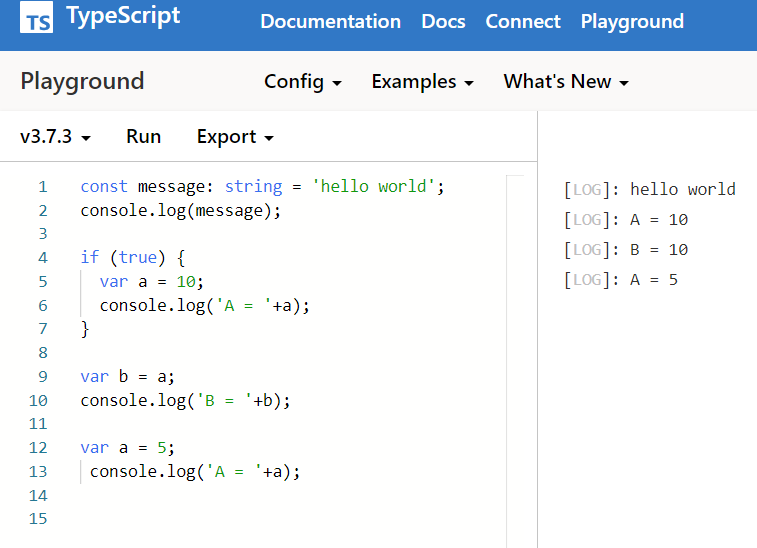 TS TypeScript Documentation Docs Connect Playground
Playground Config Examples What's New
v3.7.3 Run Export
1 const message: string = 'hello world';
2 console.log(message);
3
4 if (true) {
5 var a = 10;
6 console.log('A = '+a);
7 }
8
9 var b = a;
10 console.log('B = '+b);
11
12 var a = 5;
13 console.log('A = '+a);
14
15
[LOG]: hello world
[LOG]: A = 10
[LOG]: B = 10
[LOG]: A = 5